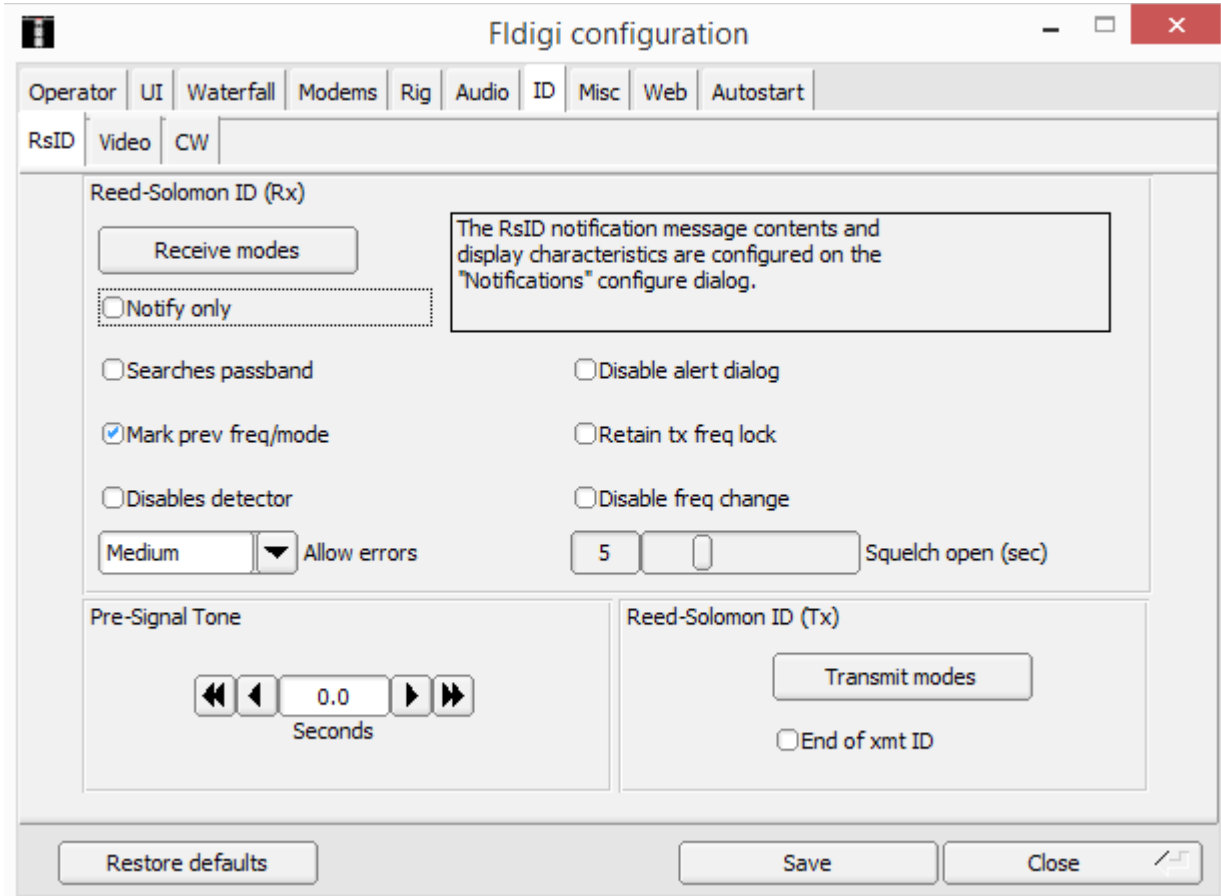 Fldigi configuration
Operator UI Waterfall Modems Rig Audio ID Misc Web Autostart
RsID Video CW
Reed-Solomon ID (Rx)
Receive modes
The RsID notification message contents and
display characteristics are configured on the
"Notifications" configure dialog.
Notify only
Searches passband
Disable alert dialog
Mark prev freq/mode
Retain tx freq lock
Disables detector
Disable freq change
Medium Allow errors
5 Squelch open (sec)
Pre-Signal Tone
0.0
Seconds
Reed-Solomon ID (Tx)
Transmit modes
End of xmt ID
Restore defaults Save Close